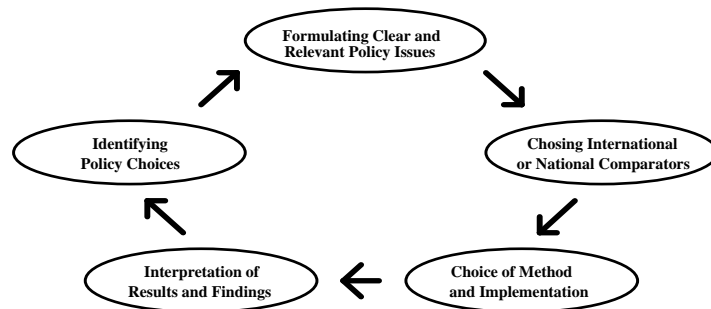 Formulating Clear and
Relevant Policy Issues
Identifying
Policy Choices
Chosing International
or National Comparators
Interpretation of
Results and Findings
Choice of Method
and Implementation